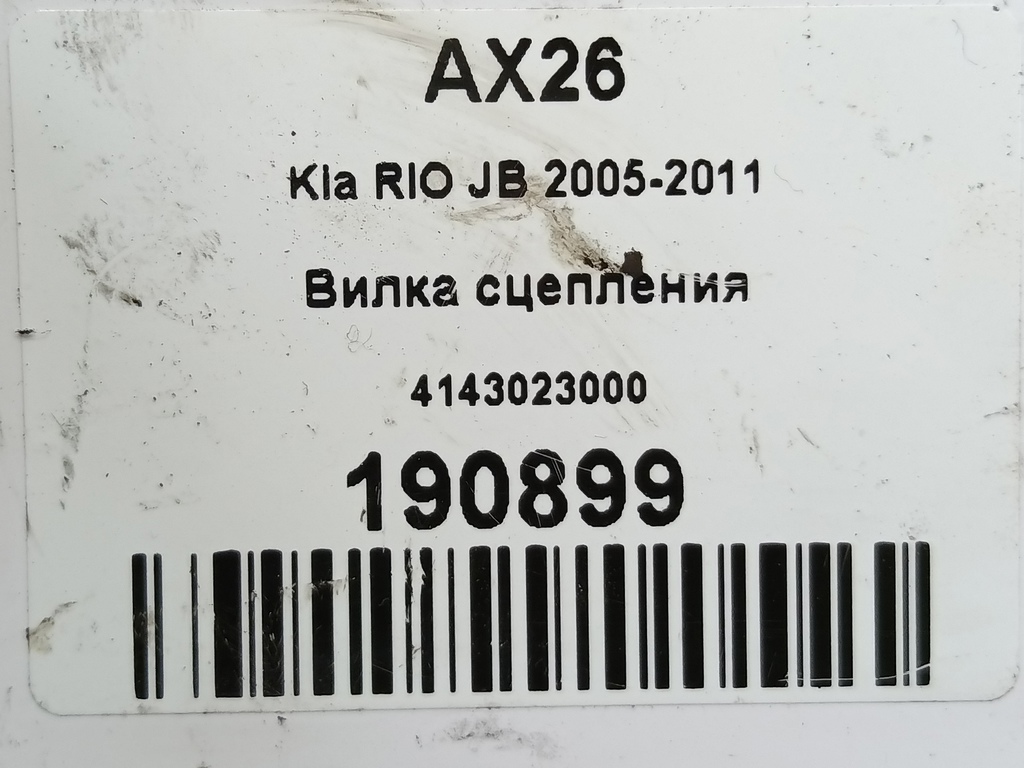 AX26
Kia RIO JB 2005-2011
Вилка сцепления
4143023000
190899